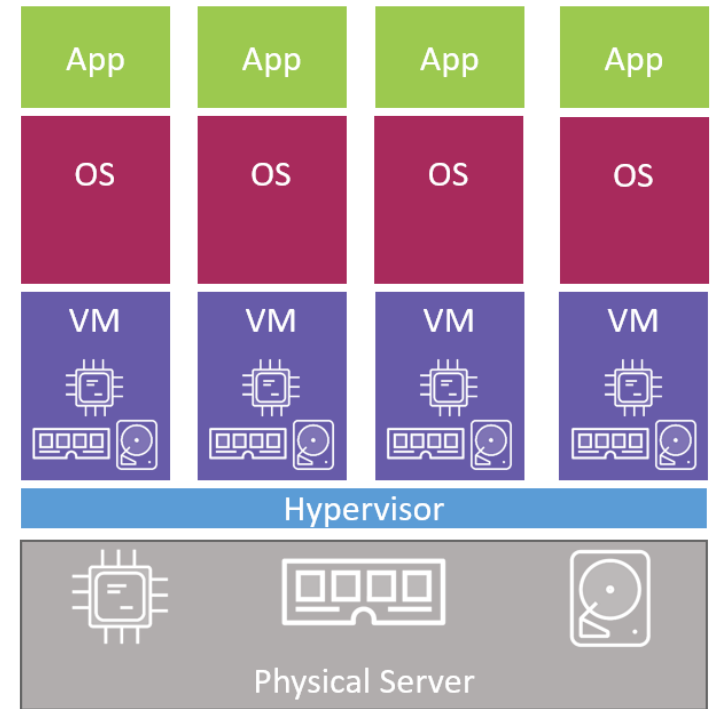 App App App App
OS OS OS OS
VM VM VM VM
Hypervisor
Physical Server